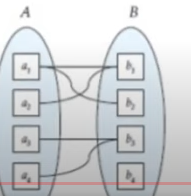 A B
a₁ b₁
a₂ b₂
a₃ b₃
a₄ b₄